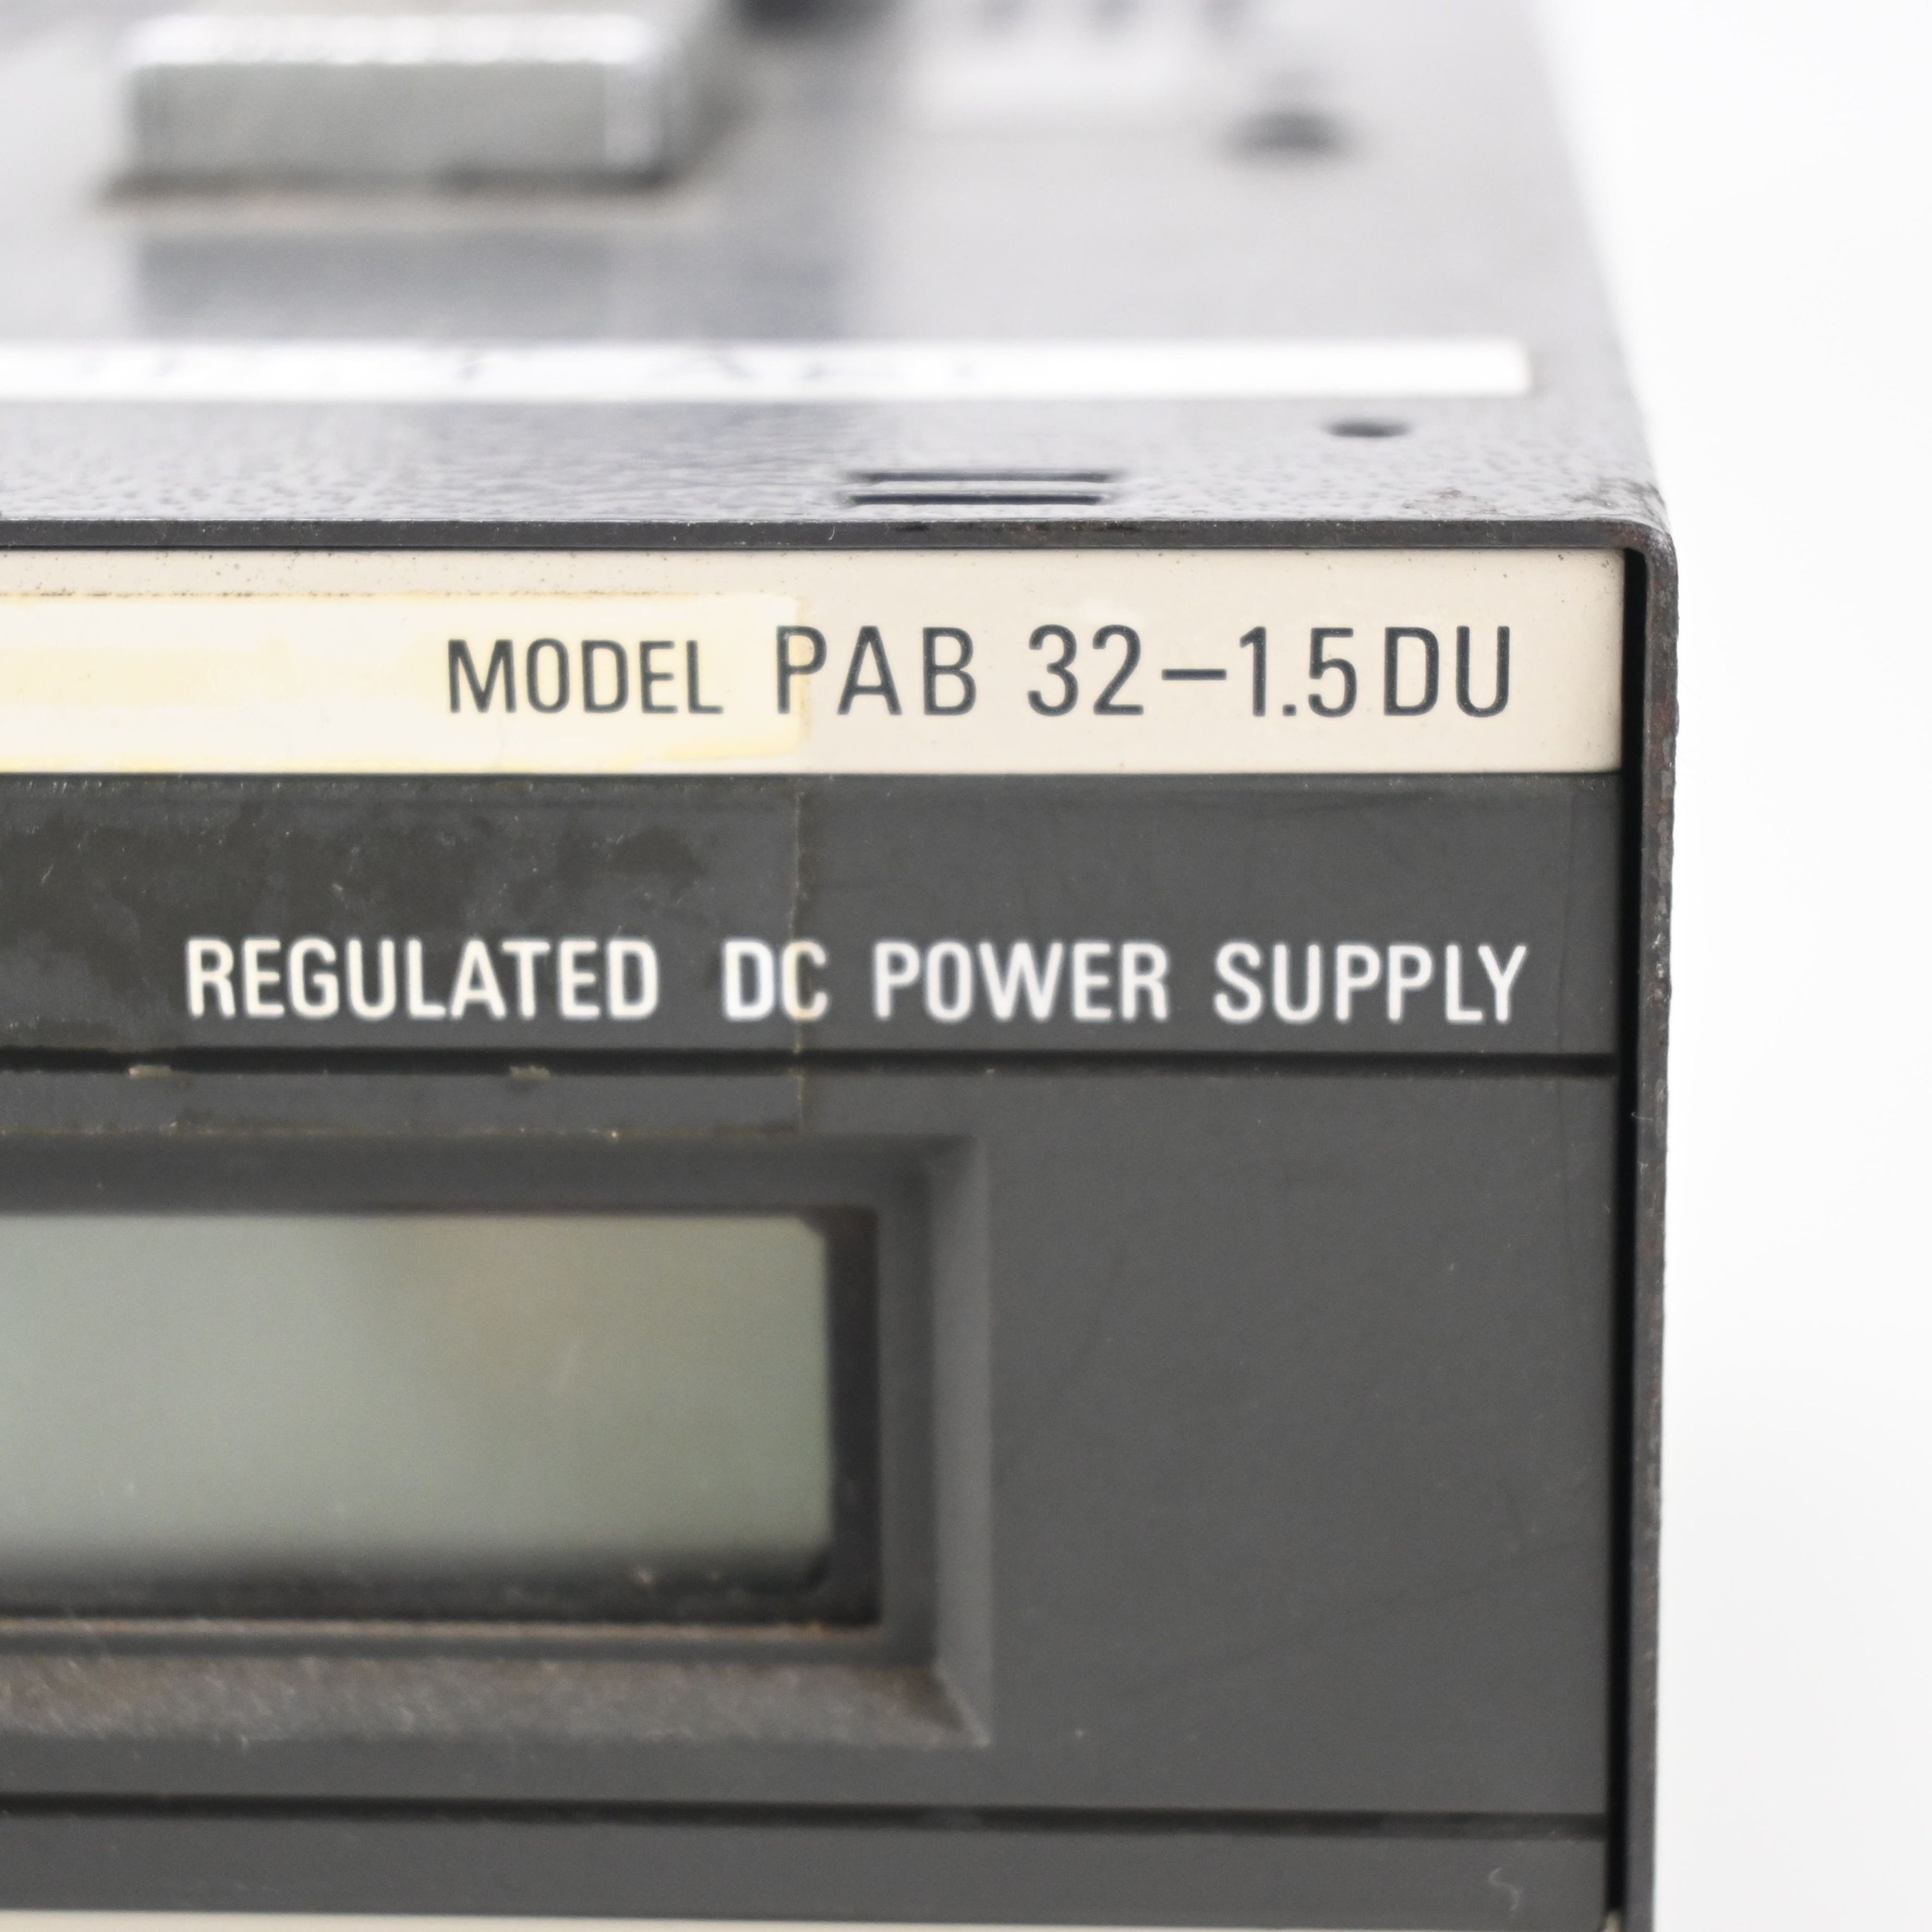 MODEL PAB 32-1.5DU
REGULATED DC POWER SUPPLY